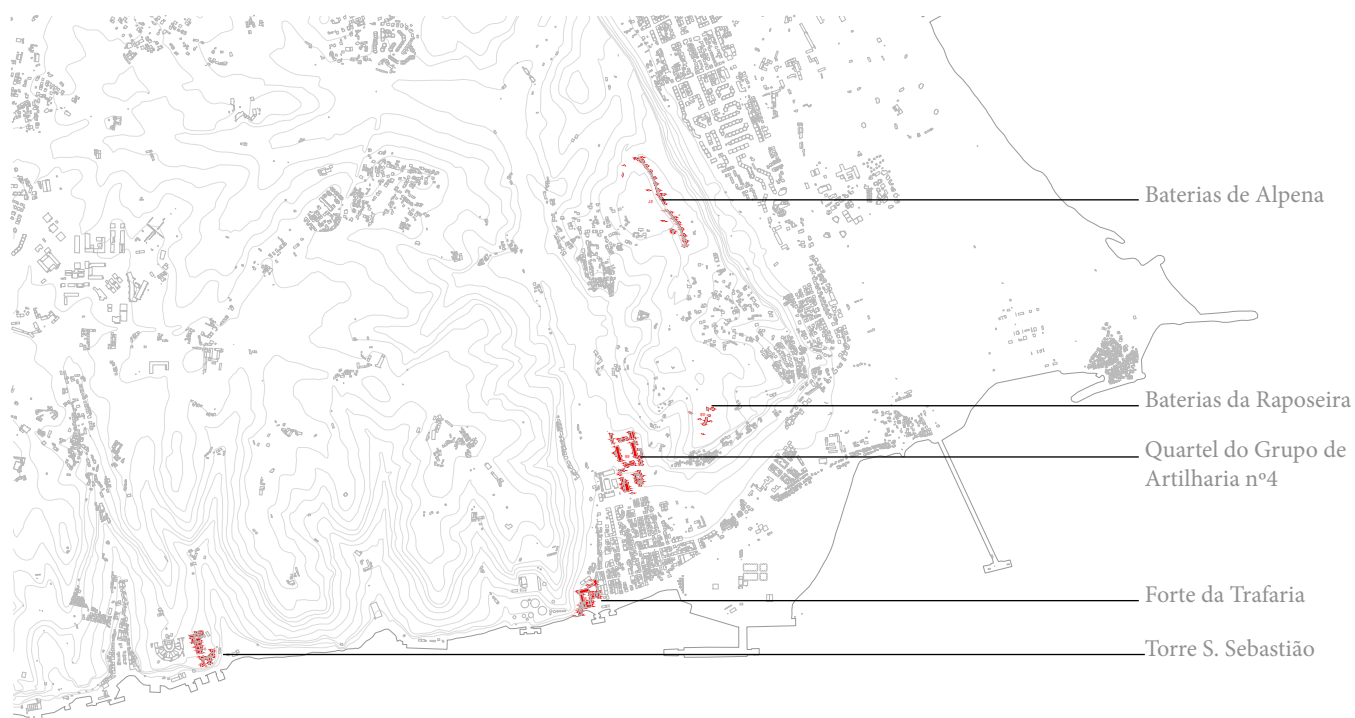 Baterias de Alpena
Baterias da Raposeira
Quartel do Grupo de
Artilharia nº4
Forte da Trafaria
Torre S. Sebastião